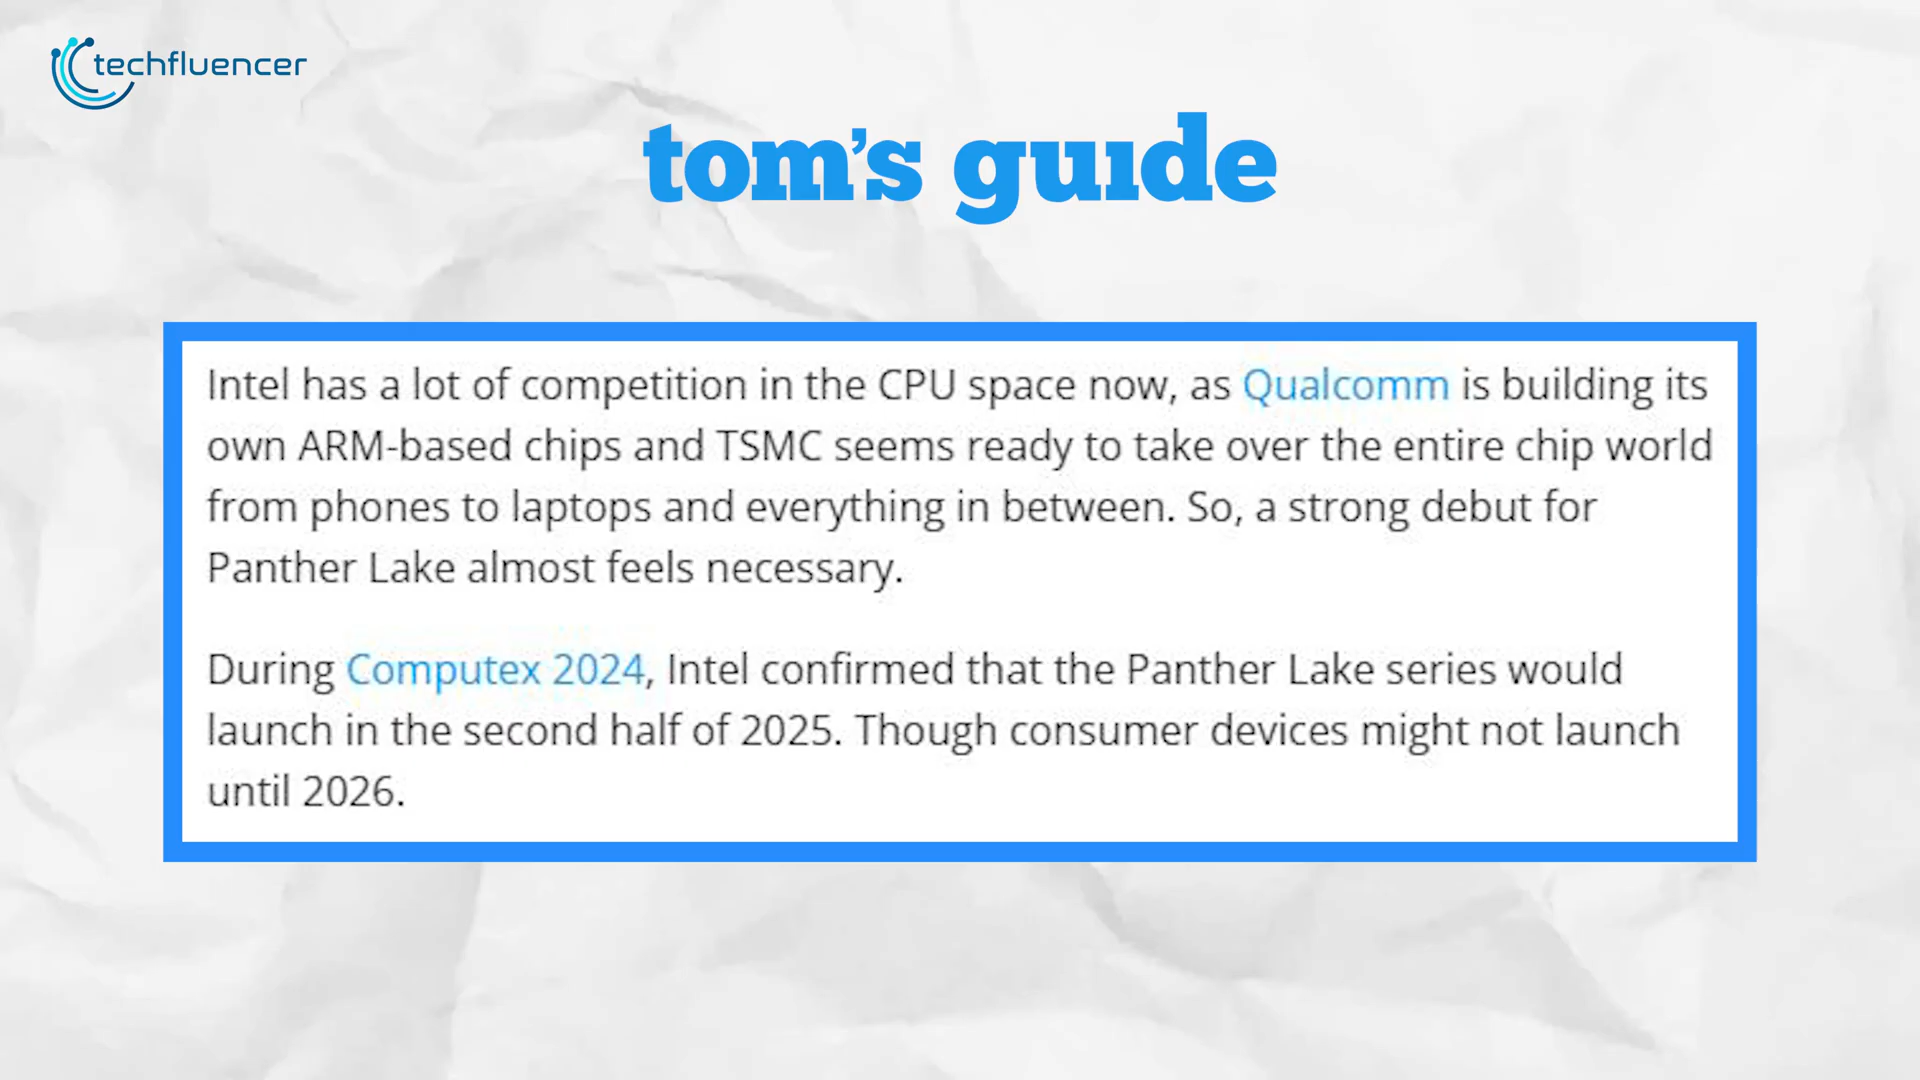 techfluencer
tom's guide
Intel has a lot of competition in the CPU space now, as Qualcomm is building its
own ARM-based chips and TSMC seems ready to take over the entire chip world
from phones to laptops and everything in between. So, a strong debut for
Panther Lake almost feels necessary.
During Computex 2024, Intel confirmed that the Panther Lake series would
launch in the second half of 2025. Though consumer devices might not launch
until 2026.